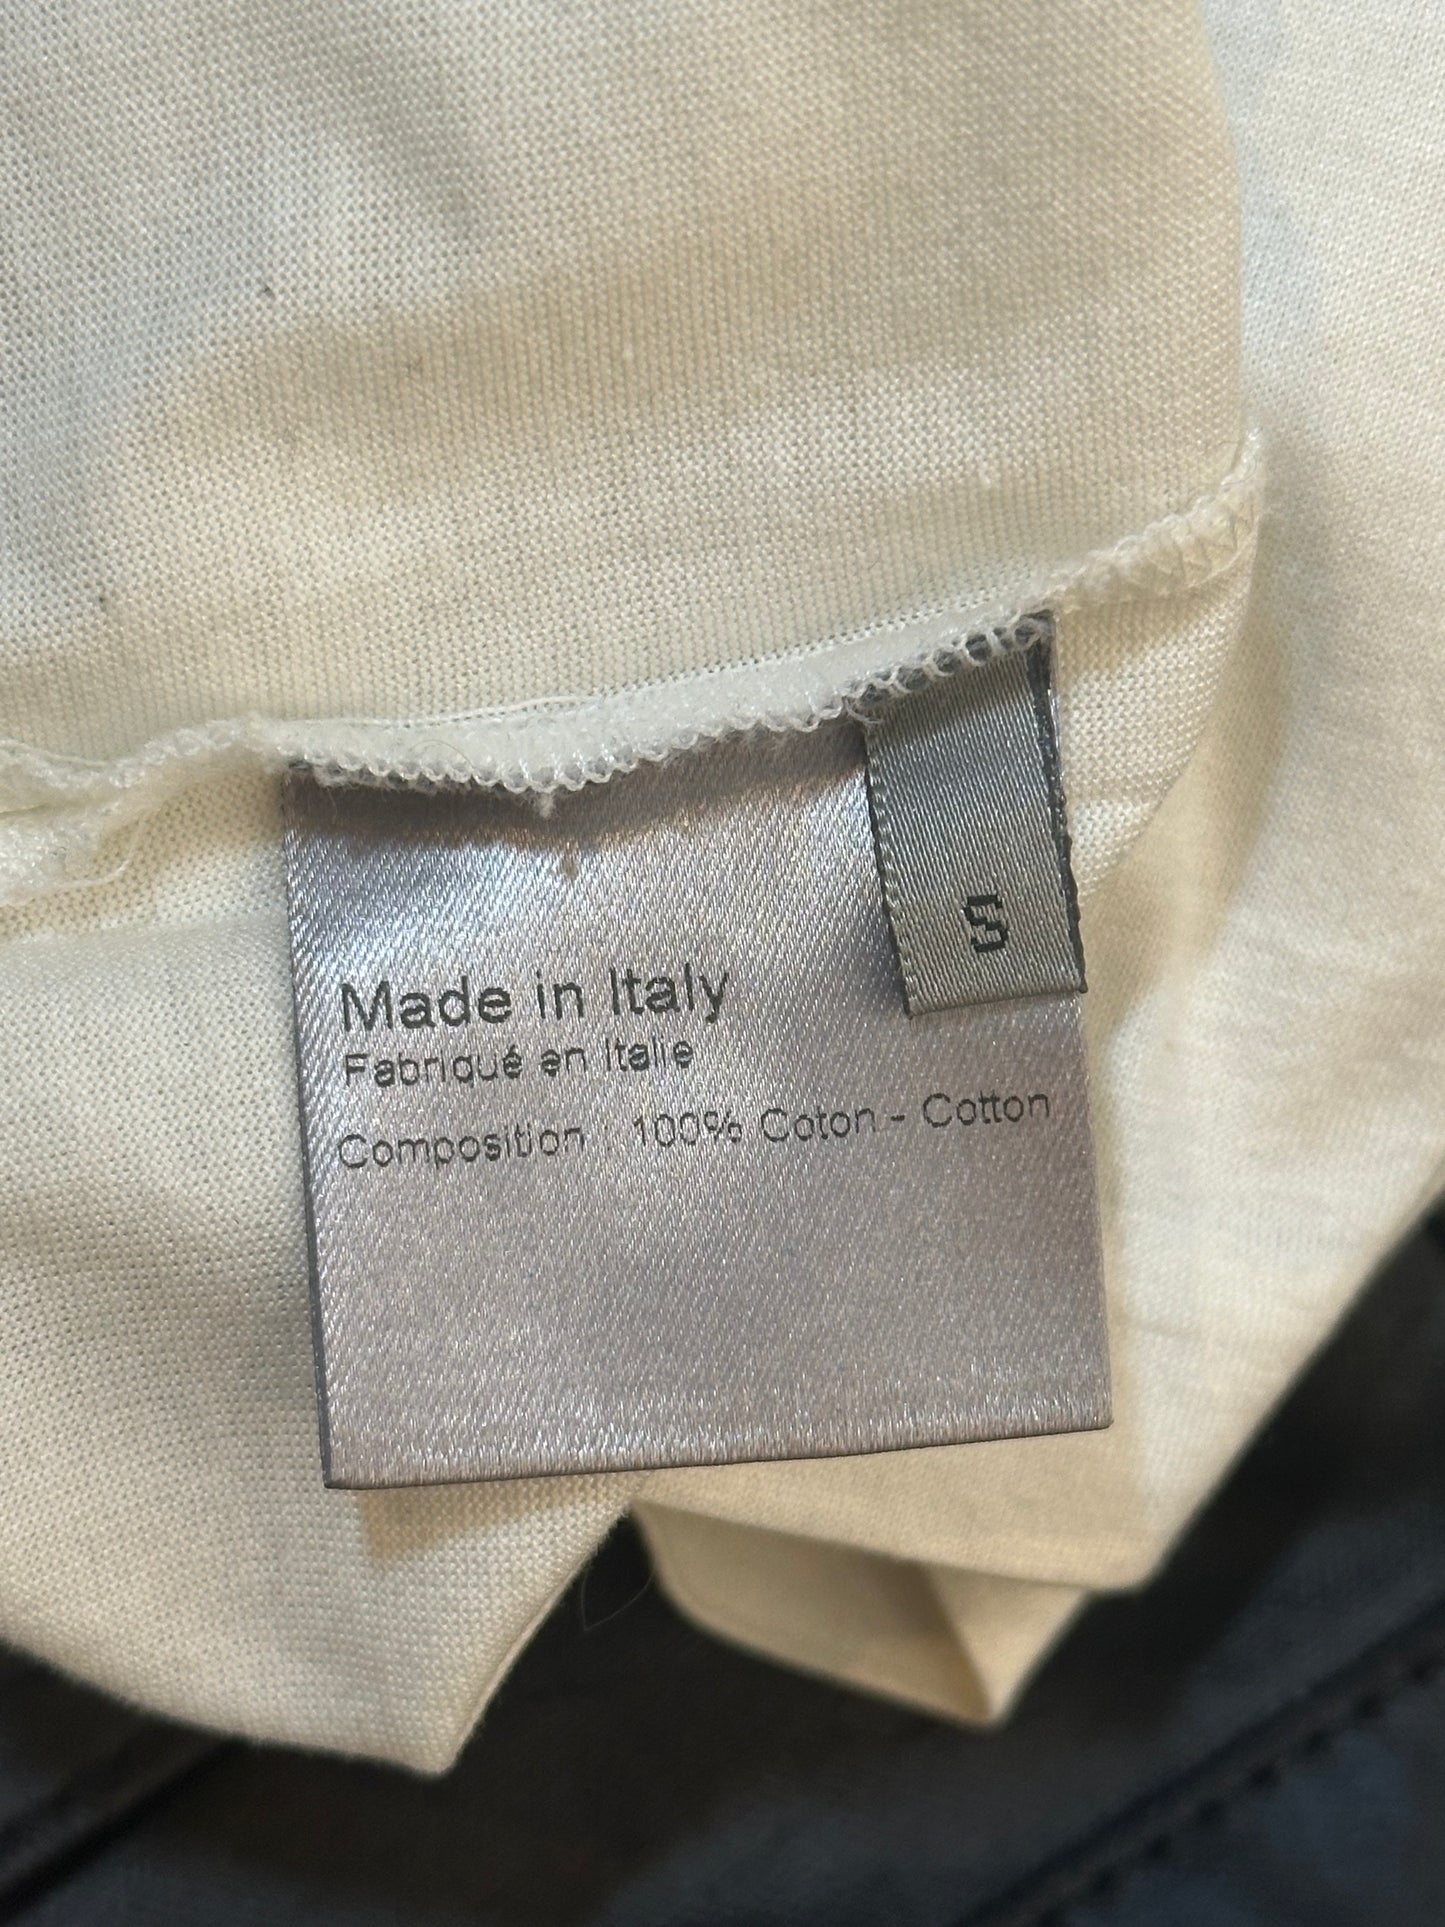 S
Made in Italy
Fabriqué en Italie
Composition : 100% Coton - Cotton